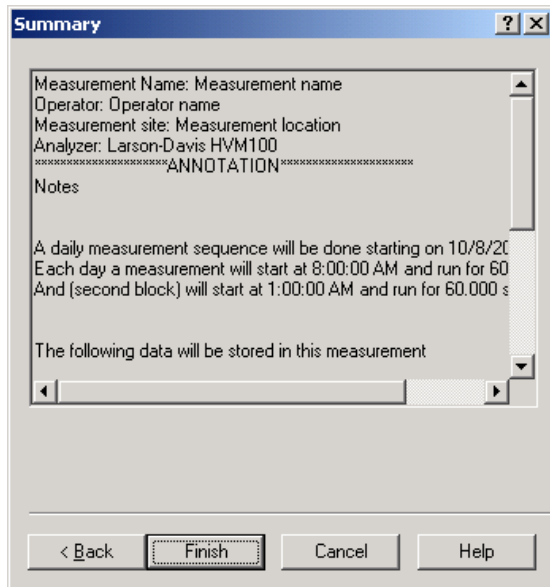 Summary
Measurement Name: Measurement name
Operator: Operator name
Measurement site: Measurement location
Analyzer: Larson-Davis HVM100
********************ANNOTATION********************
Notes
A daily measurement sequence will be done starting on 10/8/20
Each day a measurement will start at 8:00:00 AM and run for 60
And (second block) will start at 1:00:00 AM and run for 60.000 s
The following data will be stored in this measurement
< Back Finish Cancel Help